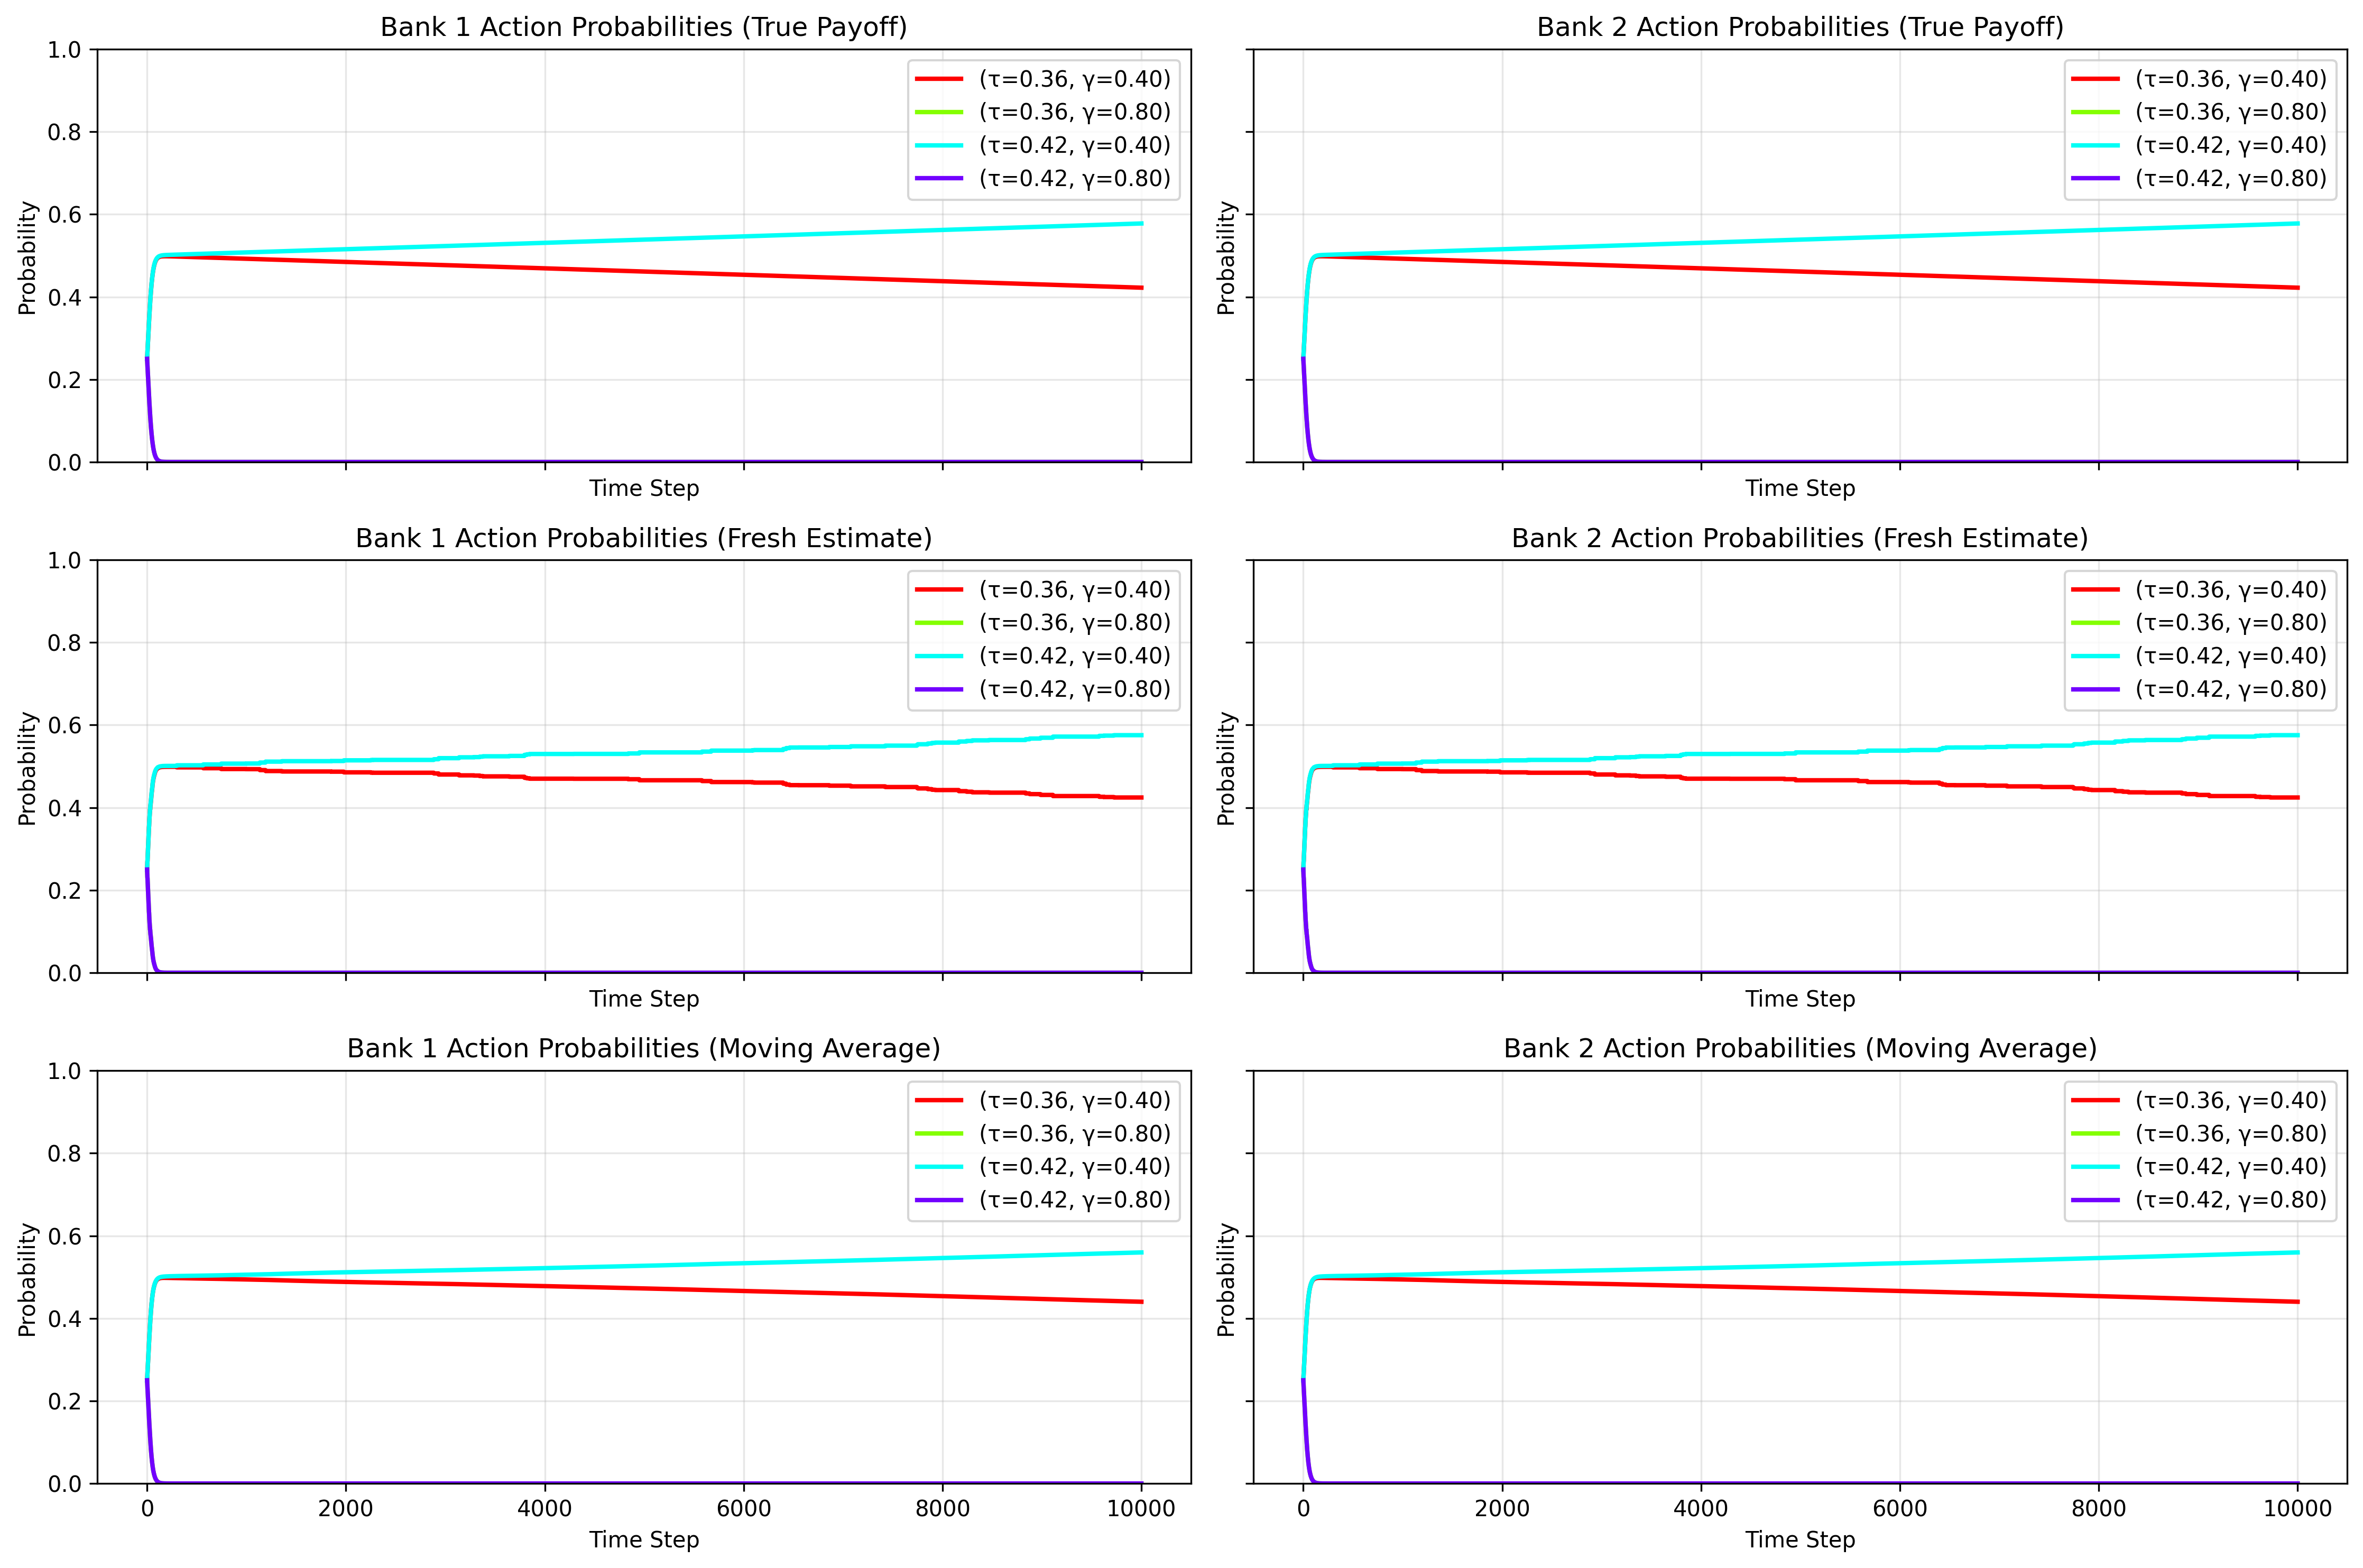 Bank 1 Action Probabilities (True Payoff)
Probability
1.0
0.8
0.6
0.4
0.2
0.0
(τ=0.36, γ=0.40)
(τ=0.36, γ=0.80)
(τ=0.42, γ=0.40)
(τ=0.42, γ=0.80)
Time Step
Bank 2 Action Probabilities (True Payoff)
Probability
(τ=0.36, γ=0.40)
(τ=0.36, γ=0.80)
(τ=0.42, γ=0.40)
(τ=0.42, γ=0.80)
Time Step
Bank 1 Action Probabilities (Fresh Estimate)
Probability
1.0
0.8
0.6
0.4
0.2
0.0
(τ=0.36, γ=0.40)
(τ=0.36, γ=0.80)
(τ=0.42, γ=0.40)
(τ=0.42, γ=0.80)
Time Step
Bank 2 Action Probabilities (Fresh Estimate)
Probability
(τ=0.36, γ=0.40)
(τ=0.36, γ=0.80)
(τ=0.42, γ=0.40)
(τ=0.42, γ=0.80)
Time Step
Bank 1 Action Probabilities (Moving Average)
Probability
1.0
0.8
0.6
0.4
0.2
0.0
(τ=0.36, γ=0.40)
(τ=0.36, γ=0.80)
(τ=0.42, γ=0.40)
(τ=0.42, γ=0.80)
0 2000 4000 6000 8000 10000
Time Step
Bank 2 Action Probabilities (Moving Average)
Probability
(τ=0.36, γ=0.40)
(τ=0.36, γ=0.80)
(τ=0.42, γ=0.40)
(τ=0.42, γ=0.80)
0 2000 4000 6000 8000 10000
Time Step